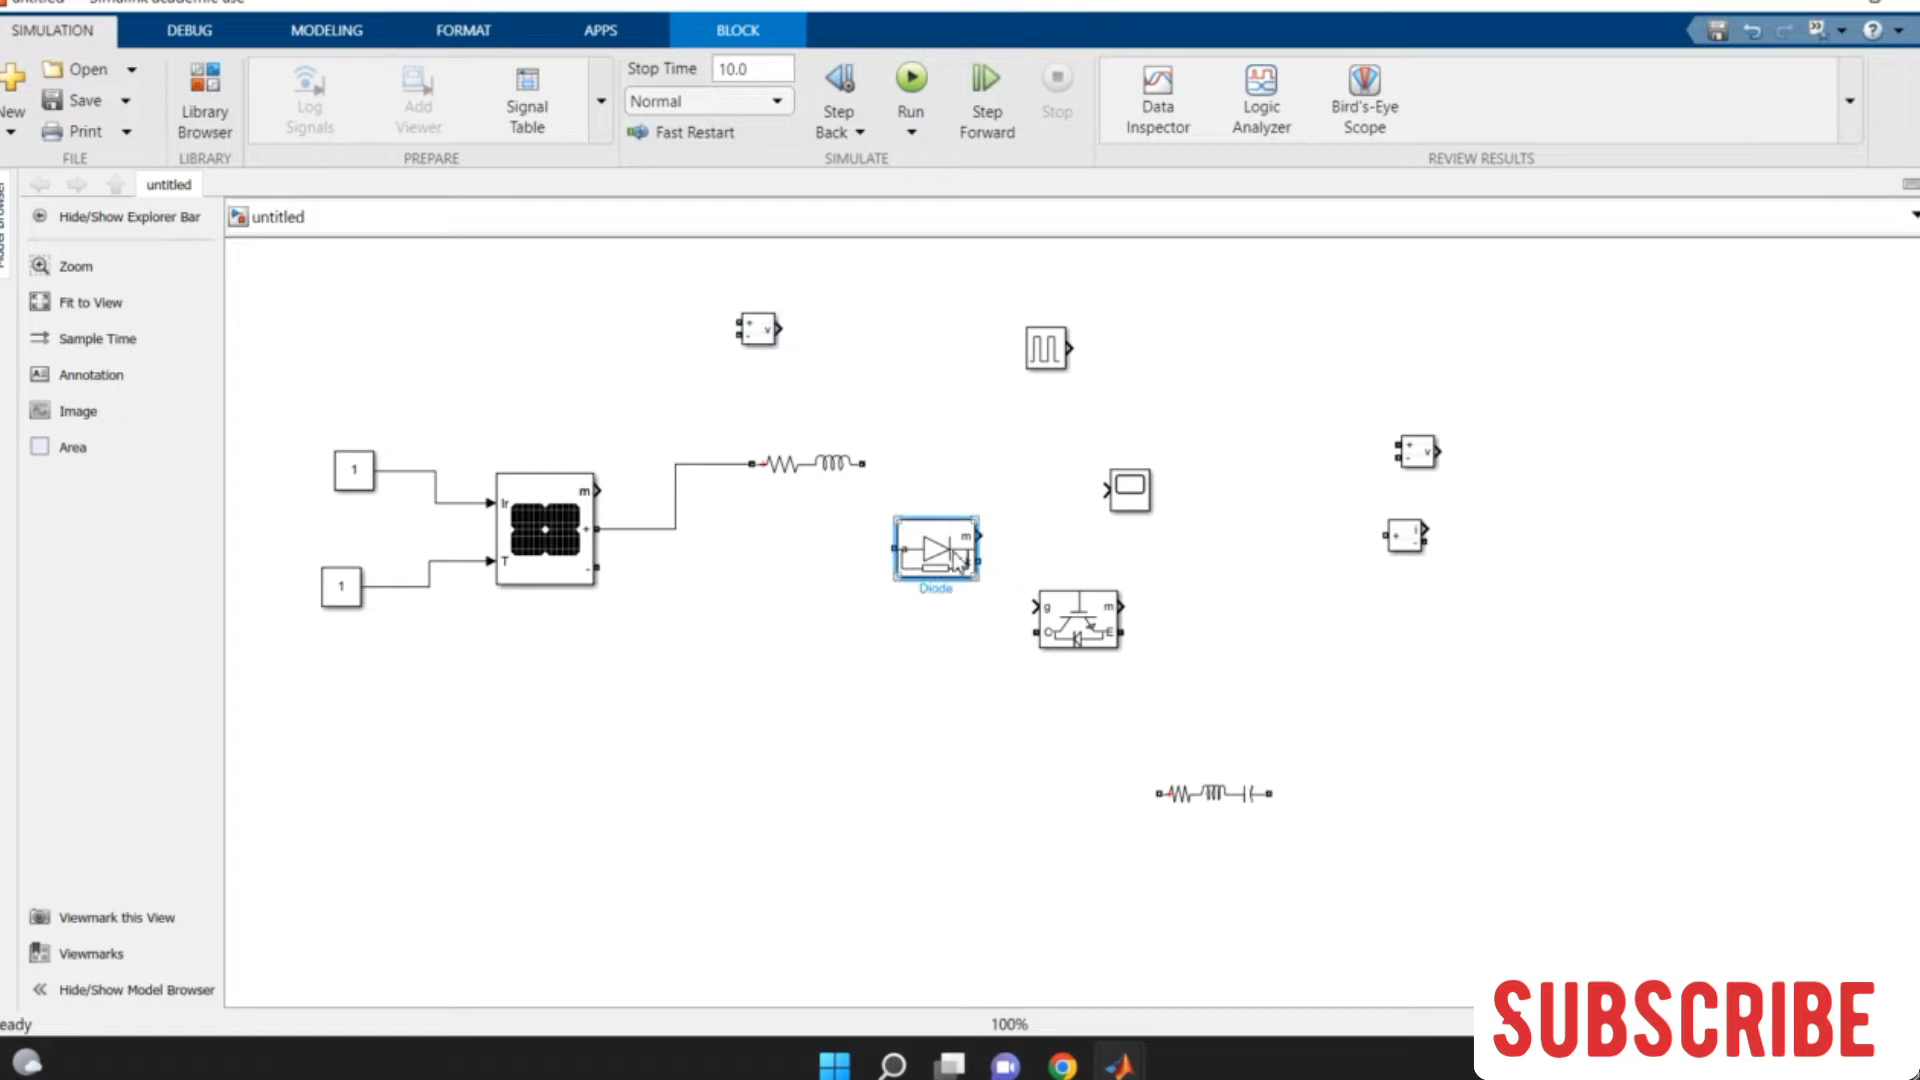 SIMULATION DEBUG MODELING FORMAT APPS BLOCK
New Open Save Print
FILE
Library Browser
LIBRARY
Log Signals
Add Viewer
Signal Table
PREPARE
Stop Time 10.0
Normal
Fast Restart
Step Back
Run
Step Forward
Stop
SIMULATE
Data Inspector
Logic Analyzer
Bird's-Eye Scope
REVIEW RESULTS
untitled
Hide/Show Explorer Bar
untitled
Zoom
Fit to View
Sample Time
Annotation
Image
Area
+ - v
1
Ir m
+
T -
1
a m
Diode
g m
C E
+ - v
+ i -
Viewmark this View
Viewmarks
Hide/Show Model Browser
eady
100%
SUBSCRIBE